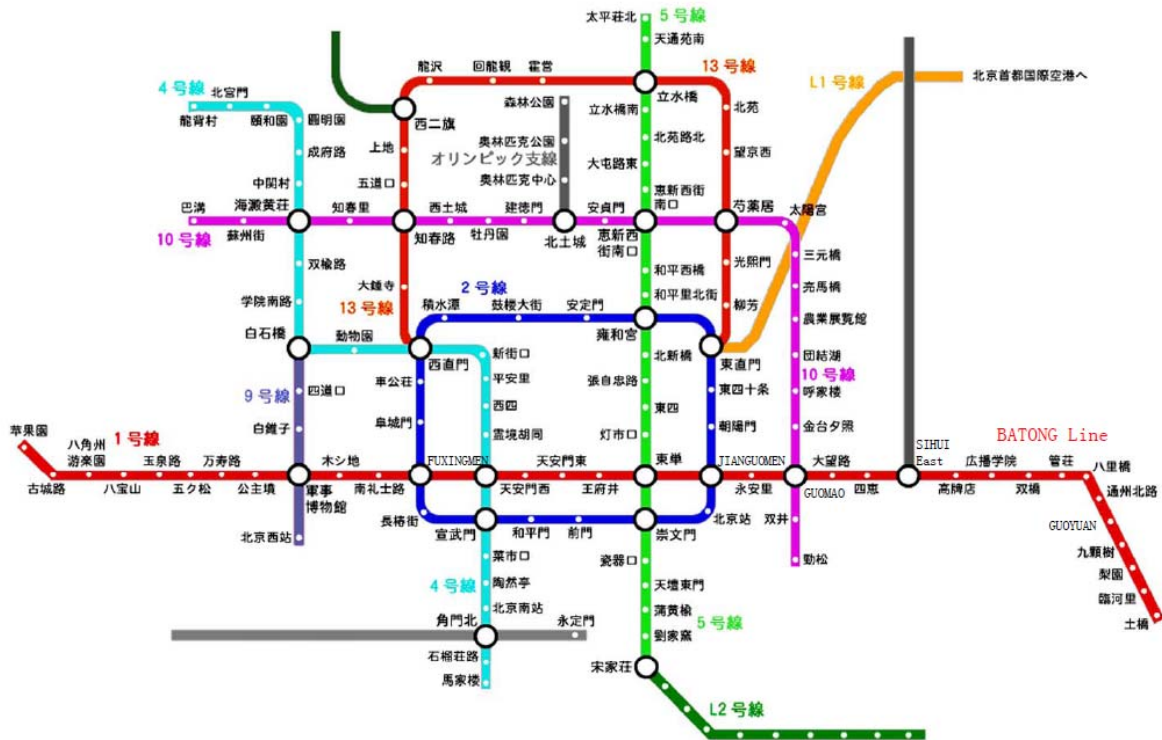 太平荘北
5号線
天通苑南
4号線
北宮門
龍背村
頤和園
圓明園
成府路
中関村
龍沢
回龍観
霍営
13号線
L1号線
北京首都国際空港へ
西二旗
森林公園
立水橋
立水橋南
北苑
上地
奥林匹克公園
オリンピック支線
北苑路北
望京西
五道口
奥林匹克中心
大屯路東
恵新西街
南口
巴溝
海澱黄荘
知春里
西土城
建徳門
安貞門
芍薬居
太陽宮
10号線
蘇州街
知春路
牡丹園
北土城
恵新西
街南口
三元橋
双楡路
大鐘寺
和平西橋
光熙門
亮馬橋
学院南路
13号線
2号線
積水潭
鼓楼大街
安定門
和平里北街
柳芳
農業展覧館
白石橋
動物園
西直門
新街口
雍和宮
北新橋
東直門
団結湖
10号線
9号線
四道口
車公荘
平安里
張自忠路
東四十条
呼家楼
西四
東四
白錐子
阜城門
霊境胡同
灯市口
朝陽門
金台夕照
苹果園
八角州
游楽園
1号線
玉泉路
万寿路
木シ地
FUXINGMEN
天安門東
東単
JIANGUOMEN
大望路
SIHUI
East
BATONG Line
広播学院
管荘
八里橋
古城路
八宝山
五ク松
公主墳
軍事
博物館
南礼士路
天安門西
王府井
永安里
GUOMAO
四恵
高牌店
双橋
通州北路
長椿街
宣武門
和平門
前門
崇文門
北京站
双井
GUOYUAN
北京西站
菜市口
瓷器口
勁松
九顆樹
4号線
陶然亭
天壇東門
梨園
北京南站
蒲黄楡
5号線
臨河里
角門北
永定門
劉家窯
土橋
石榴荘路
馬家楼
宋家荘
L2号線